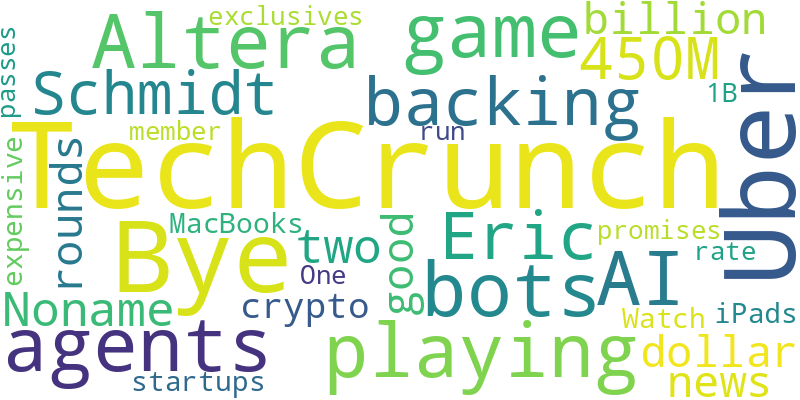 exclusives
Altera
game
billion
450M
passes
Schmidt
backing
1B
Uber
member
run
TechCrunch
expensive
rounds
MacBooks
Bye
two
good
Eric
promises
rate
One
AI
Noname
crypto
bots
iPads
Watch
agents
playing
dollar
startups
news